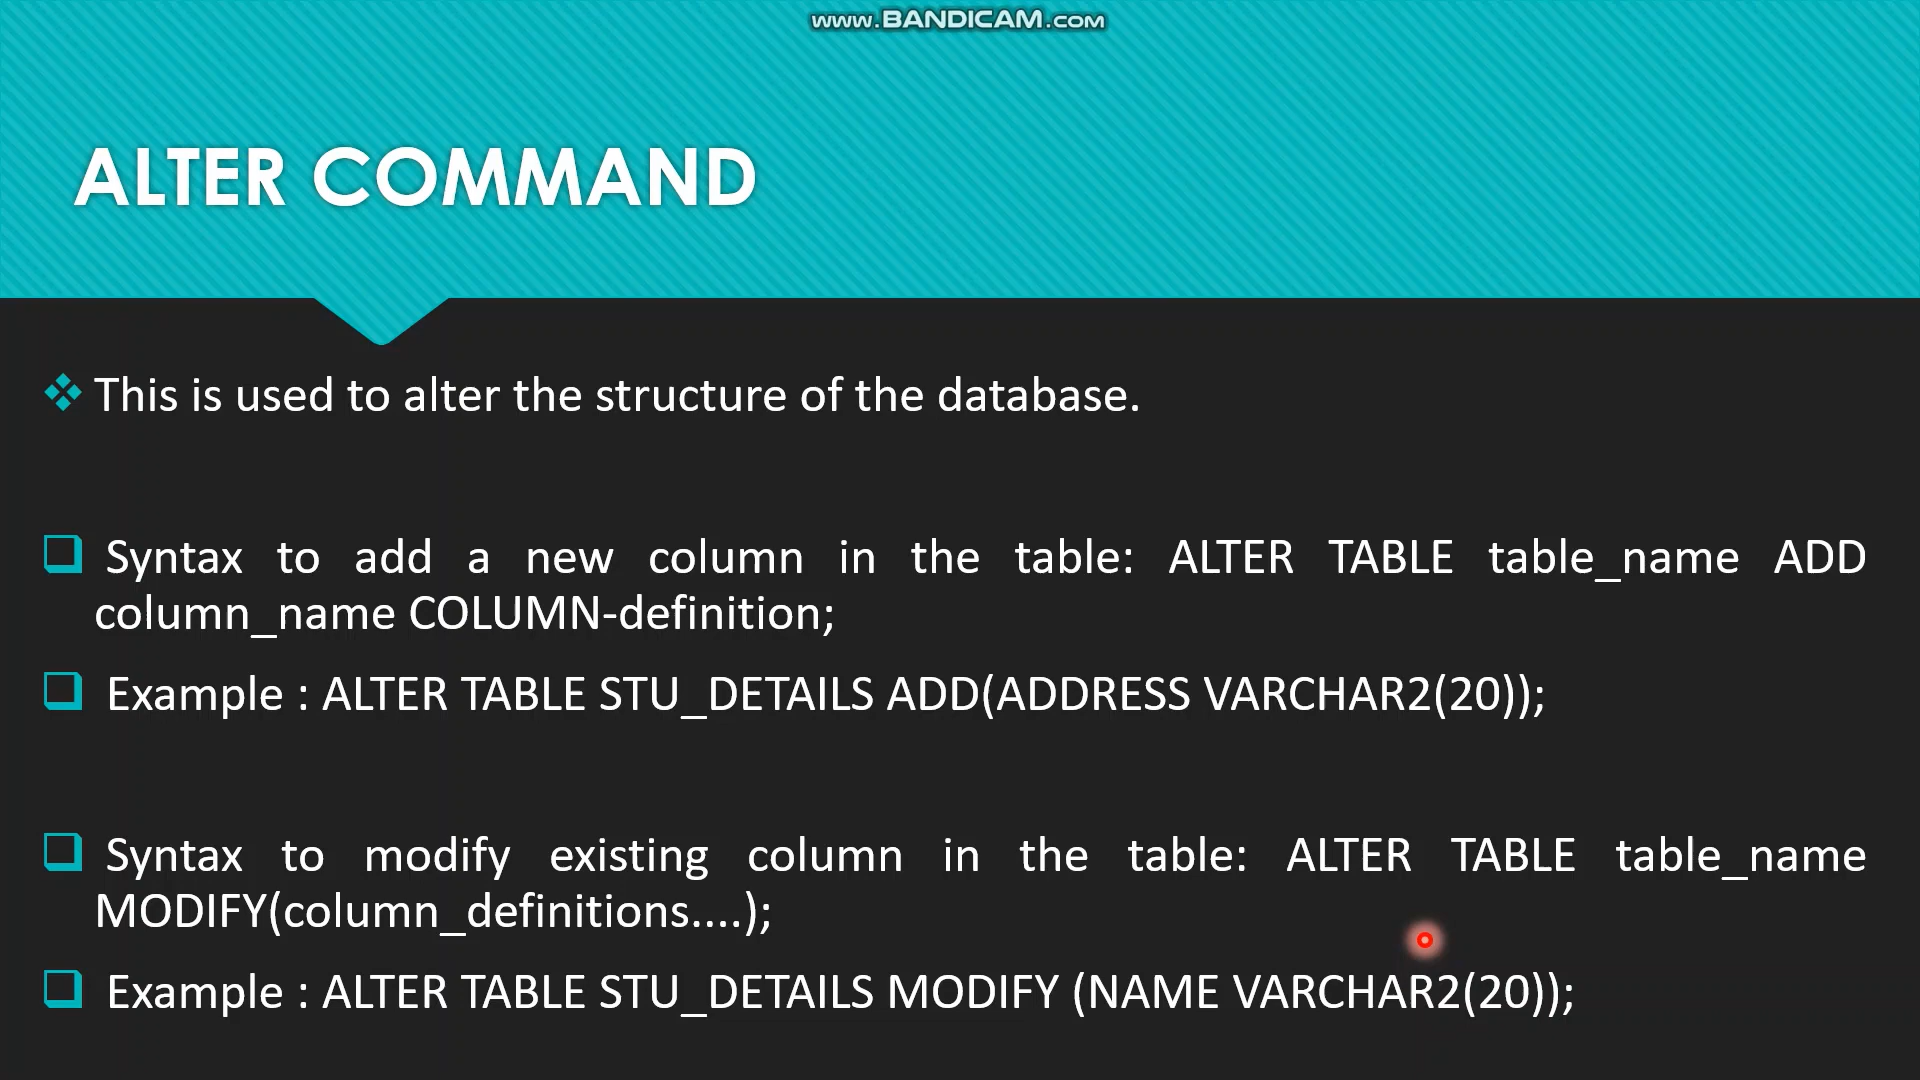 www.BANDICAM.com
ALTER COMMAND
This is used to alter the structure of the database.
Syntax to add a new column in the table: ALTER TABLE table_name ADD
column_name COLUMN-definition;
Example : ALTER TABLE STU_DETAILS ADD(ADDRESS VARCHAR2(20));
Syntax to modify existing column in the table: ALTER TABLE table_name
MODIFY(column_definitions....);
Example : ALTER TABLE STU_DETAILS MODIFY (NAME VARCHAR2(20));